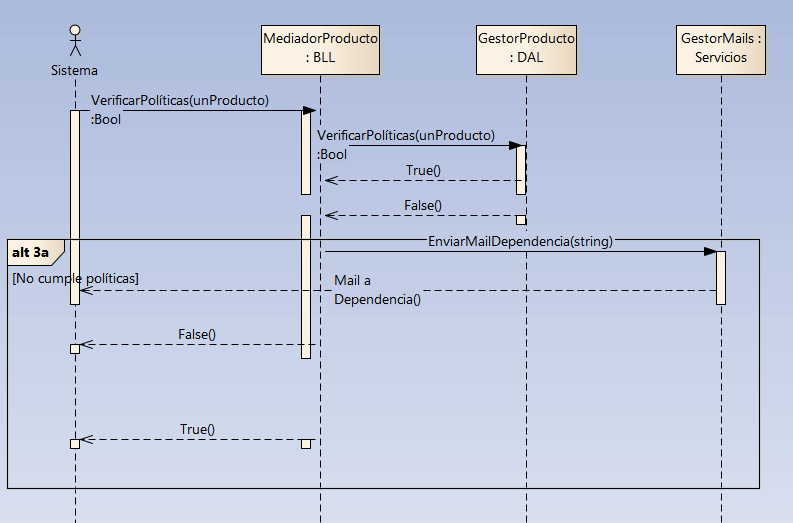 Sistema
MediadorProducto
: BLL
GestorProducto
: DAL
GestorMails :
Servicios
VerificarPolíticas(unProducto)
:Bool
VerificarPolíticas(unProducto)
:Bool
True()
False()
alt 3a
EnviarMailDependencia(string)
[No cumple políticas]
Mail a
Dependencia()
False()
True()